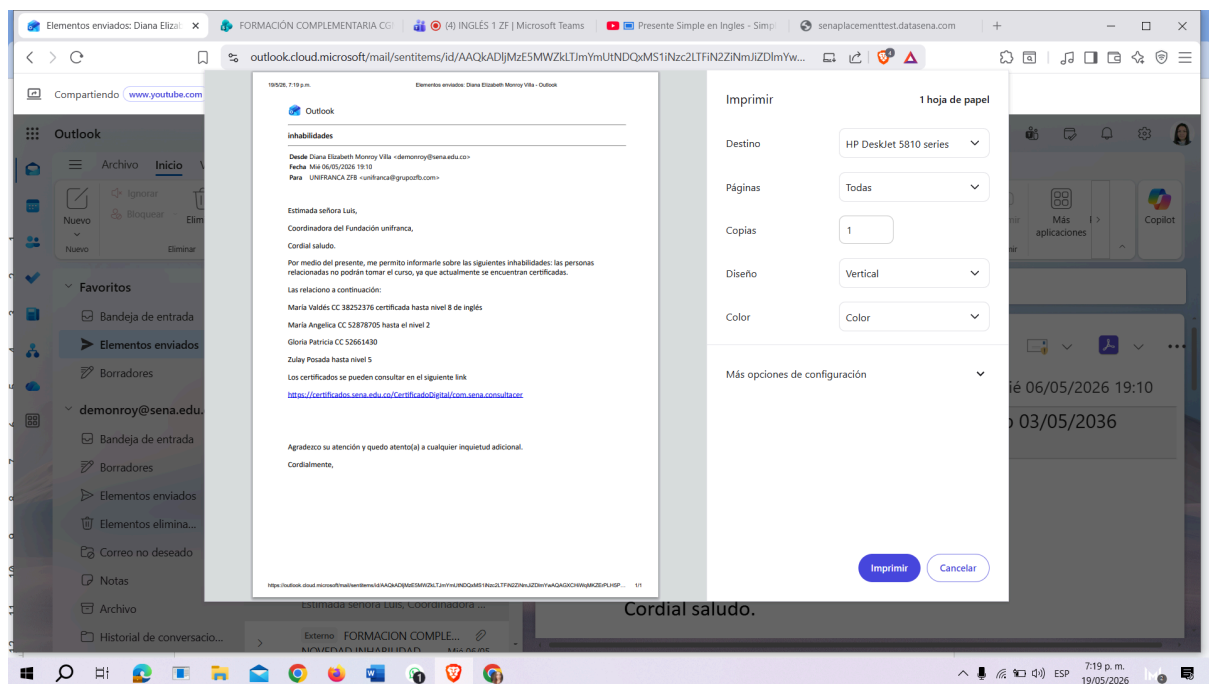 Elementos enviados: Diana Elizab
FORMACIÓN COMPLEMENTARIA CGI
(4) INGLÉS 1 ZF | Microsoft Teams
Presente Simple en Ingles - Simpl
senaplacementtest.datasena.com
outlook.cloud.microsoft/mail/sentitems/id/AAQkADljMzE5MWZkLTJmYmUtNDQxMS1iNzc2LTFiN2ZiNmJiZDlmYw...
Compartiendo www.youtube.com
Outlook
Archivo Inicio
Ignorar
Bloquear
Nuevo
Elim
Nuevo
Eliminar
Más
aplicaciones
Copilot
Favoritos
Bandeja de entrada
Elementos enviados
Borradores
demonroy@sena.edu.
Bandeja de entrada
Borradores
Elementos enviados
Elementos elimina...
Correo no deseado
Notas
Archivo
Historial de conversacio...
19/5/26, 7:19 p.m.
Elementos enviados: Diana Elizabeth Monroy Villa - Outlook
Outlook
inhabilidades
Desde Diana Elizabeth Monroy Villa <demonroy@sena.edu.co>
Fecha Mié 06/05/2026 19:10
Para UNIFRANCA ZFB <unifranca@grupozfb.com>
Estimada señora Luis,
Coordinadora del Fundación unifranca,
Cordial saludo.
Por medio del presente, me permito informarle sobre las siguientes inhabilidades: las personas
relacionadas no podrán tomar el curso, ya que actualmente se encuentran certificadas.
Las relaciono a continuación:
María Valdés CC 38252376 certificada hasta nivel 8 de inglés
María Angelica CC 52878705 hasta el nivel 2
Gloria Patricia CC 52661430
Zulay Posada hasta nivel 5
Los certificados se pueden consultar en el siguiente link
https://certificados.sena.edu.co/CertificadoDigital/com.sena.consultacer
Agradezco su atención y quedo atento(a) a cualquier inquietud adicional.
Cordialmente,
1/1
Imprimir
1 hoja de papel
Destino
HP DeskJet 5810 series
Páginas
Todas
Copias
1
Diseño
Vertical
Color
Color
Más opciones de configuración
Imprimir
Cancelar
ié 06/05/2026 19:10
03/05/2036
Cordial saludo.
Estimada señora Luis, Coordinadora ...
Externo FORMACION COMPLE...
NOVEDAD INHABILIDAD
Mié 06/05
ESP
7:19 p. m.
19/05/2026